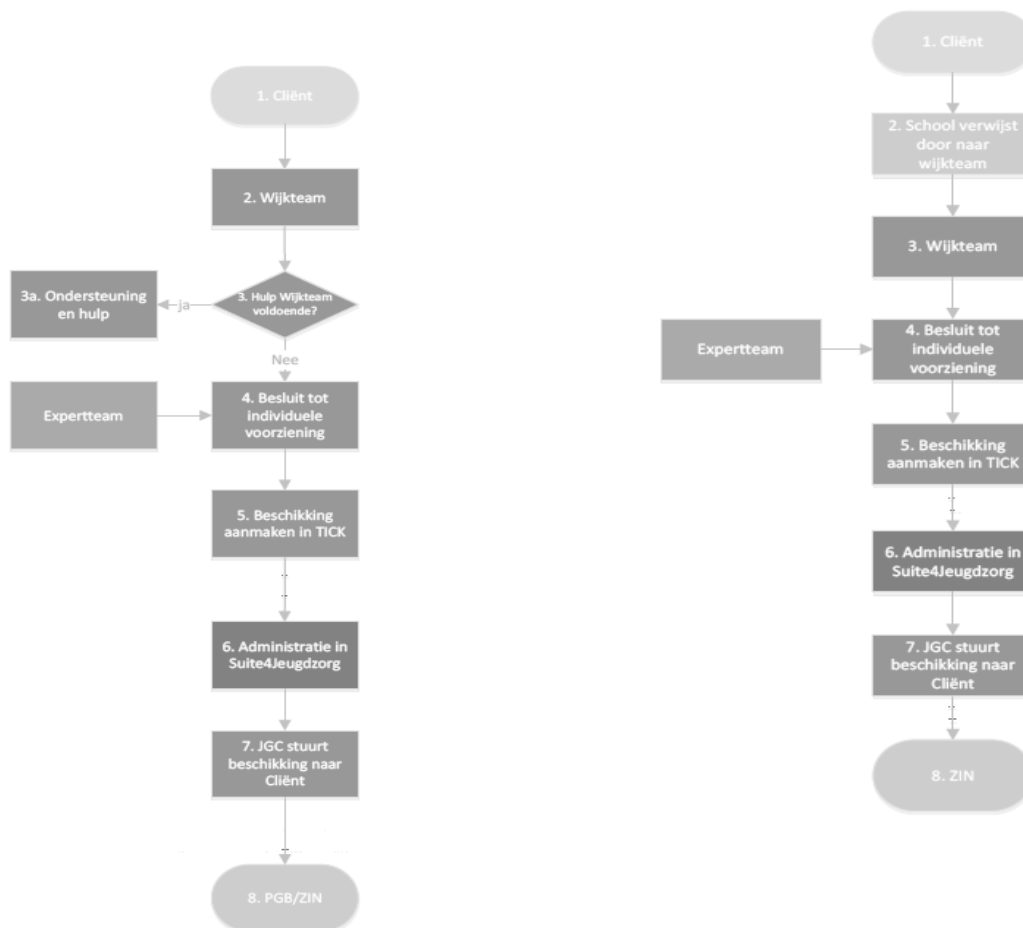 1. Cliënt
2. Wijkteam
3. Hulp Wijkteam
voldoende?
ja
3a. Ondersteuning
en hulp
Nee
Expertteam
4. Besluit tot
individuele
voorziening
5. Beschikking
aanmaken in TICK
6. Administratie in
Suite4Jeugdzorg
7. JGC stuurt
beschikking naar
Cliënt
8. PGB/ZIN
1. Cliënt
2. School verwijst
door naar
wijkteam
3. Wijkteam
Expertteam
4. Besluit tot
individuele
voorziening
5. Beschikking
aanmaken in TICK
6. Administratie in
Suite4Jeugdzorg
7. JGC stuurt
beschikking naar
Cliënt
8. ZIN